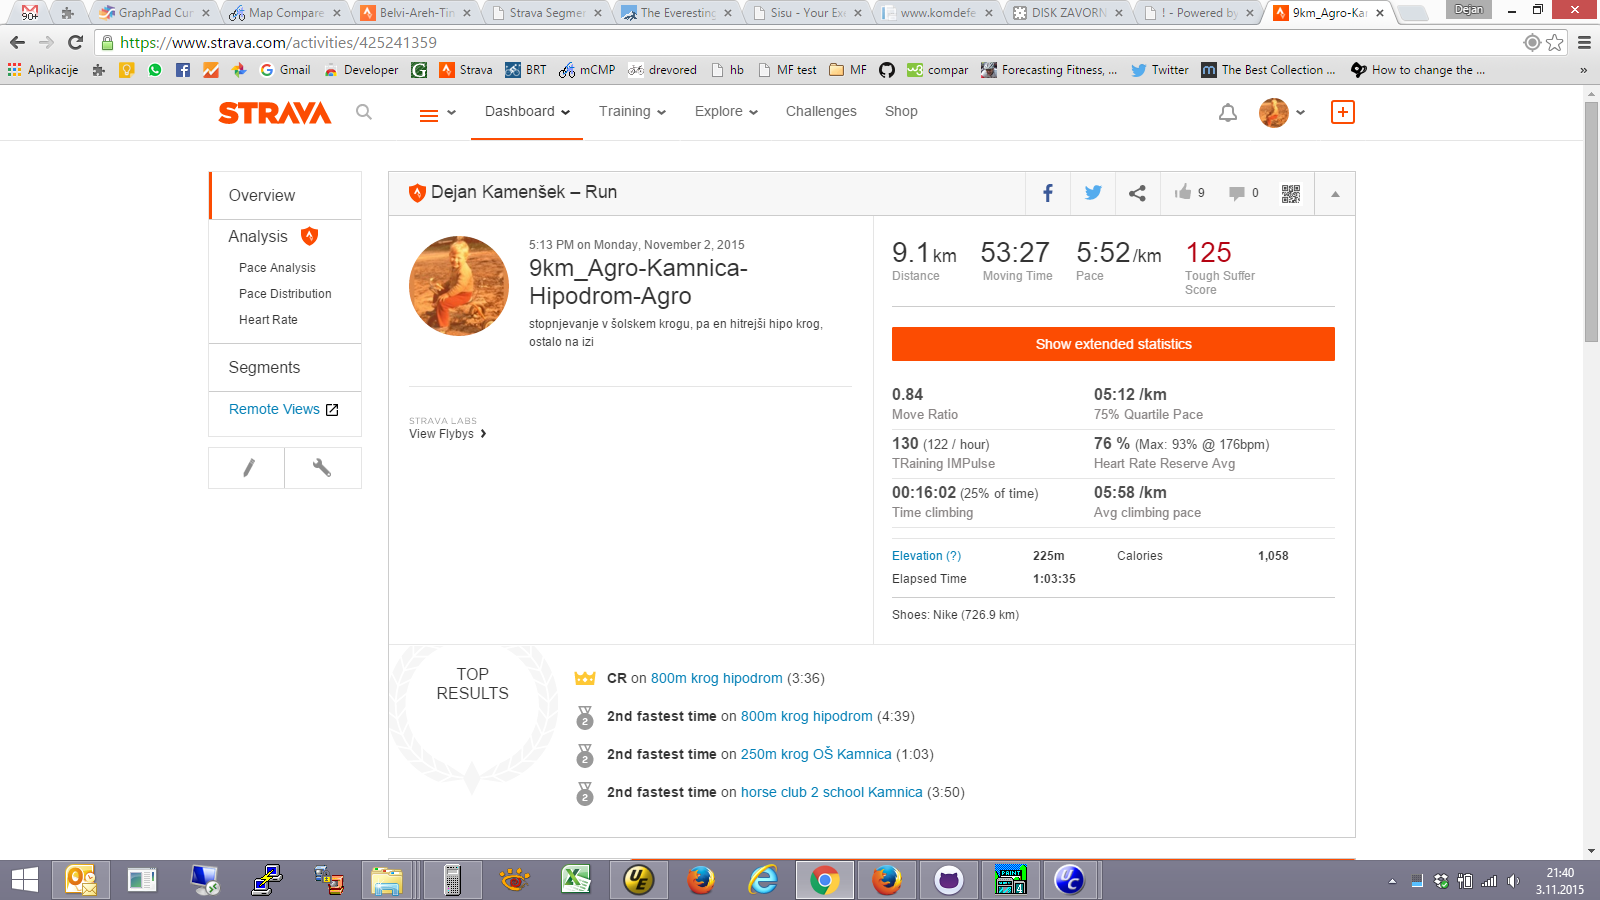 90+
GraphPad Cur
Map Compare
Belvi-Areh-Tin
Strava Segme
The Everesting
Sisu - Your Exe
www.komdefe
DISK ZAVORN
! - Powered by
9km_Agro-Kar
Dejan
https://www.strava.com/activities/425241359
Aplikacije
Gmail
Developer
Strava
BRT
mCMP
drevored
hb
MF test
MF
compar
Forecasting Fitness, ...
Twitter
The Best Collection ...
How to change the ...
»
STRAVA
Dashboard
Training
Explore
Challenges
Shop
Overview
Analysis
Pace Analysis
Pace Distribution
Heart Rate
Segments
Remote Views
Dejan Kamenšek – Run
9
0
5:13 PM on Monday, November 2, 2015
9km_Agro-Kamnica-
Hipodrom-Agro
stopnjevanje v šolskem krogu, pa en hitrejši hipo krog,
ostalo na izi
STRAVA LABS
View Flybys
9.1 km
Distance
53:27
Moving Time
5:52 /km
Pace
125
Tough Suffer
Score
Show extended statistics
0.84
Move Ratio
05:12 /km
75% Quartile Pace
130 (122 / hour)
TRaining IMPulse
76 % (Max: 93% @ 176bpm)
Heart Rate Reserve Avg
00:16:02 (25% of time)
Time climbing
05:58 /km
Avg climbing pace
Elevation (?) 225m Calories 1,058
Elapsed Time 1:03:35
Shoes: Nike (726.9 km)
TOP
RESULTS
CR on 800m krog hipodrom (3:36)
2 2nd fastest time on 800m krog hipodrom (4:39)
2 2nd fastest time on 250m krog OŠ Kamnica (1:03)
2 2nd fastest time on horse club 2 school Kamnica (3:50)
21:40
3.11.2015